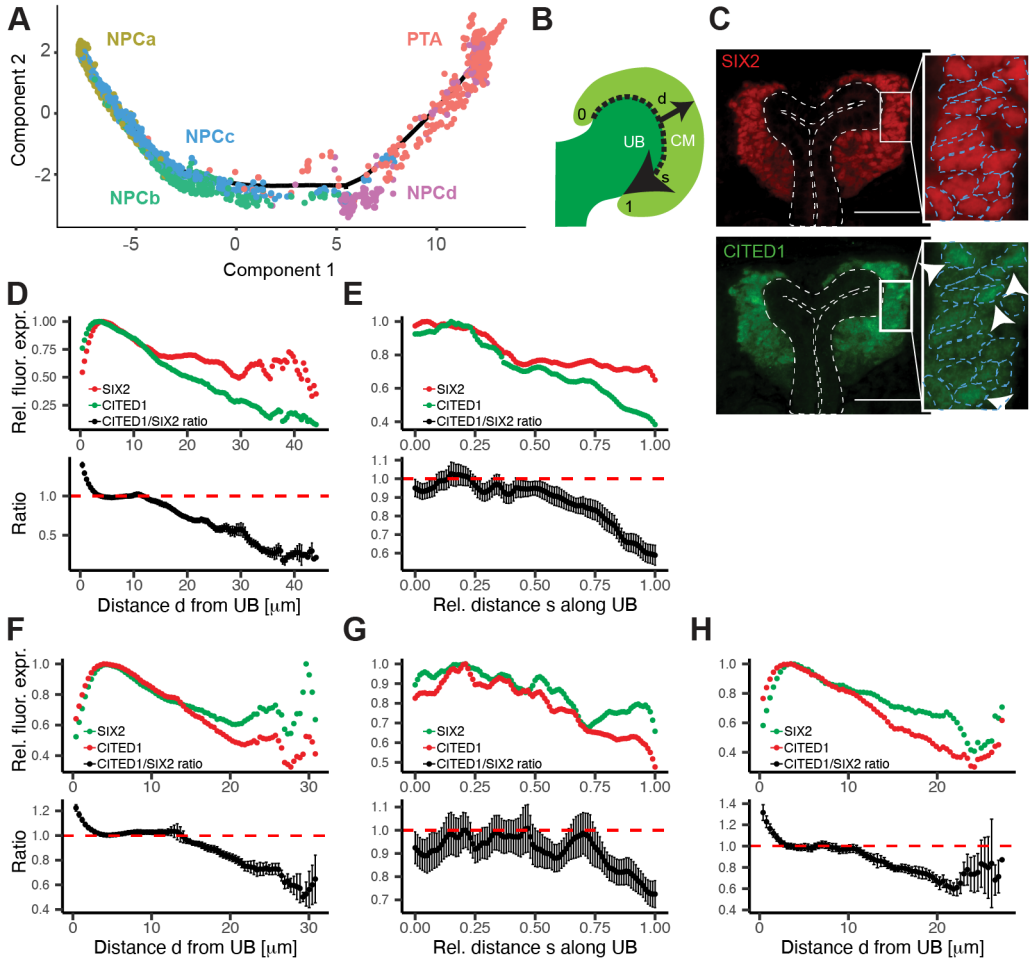 A
Component 2
2
0
-2
NPCa
NPCc
NPCb
NPCd
PTA
-5
0
5
10
Component 1
B
0
d
UB
CM
s
1
C
SIX2
CITED1
D
Rel. fluor. expr.
1.00
0.75
0.50
0.25
SIX2
CITED1
CITED1/SIX2 ratio
0 10 20 30 40
Ratio
1.0
0.5
0 10 20 30 40
Distance d from UB [μm]
E
1.0
0.8
0.6
0.4
SIX2
CITED1
CITED1/SIX2 ratio
0.00 0.25 0.50 0.75 1.00
1.1
1.0
0.9
0.8
0.7
0.6
0.00 0.25 0.50 0.75 1.00
Rel. distance s along UB
F
Rel. fluor. expr.
1.0
0.8
0.6
0.4
SIX2
CITED1
CITED1/SIX2 ratio
0 10 20 30
Ratio
1.2
1.0
0.8
0.6
0.4
0 10 20 30
Distance d from UB [μm]
G
1.0
0.9
0.8
0.7
0.6
0.5
SIX2
CITED1
CITED1/SIX2 ratio
0.00 0.25 0.50 0.75 1.00
1.1
1.0
0.9
0.8
0.7
0.00 0.25 0.50 0.75 1.00
Rel. distance s along UB
H
1.0
0.8
0.6
0.4
SIX2
CITED1
CITED1/SIX2 ratio
0 10 20
1.4
1.2
1.0
0.8
0.6
0.4
0 10 20
Distance d from UB [μm]